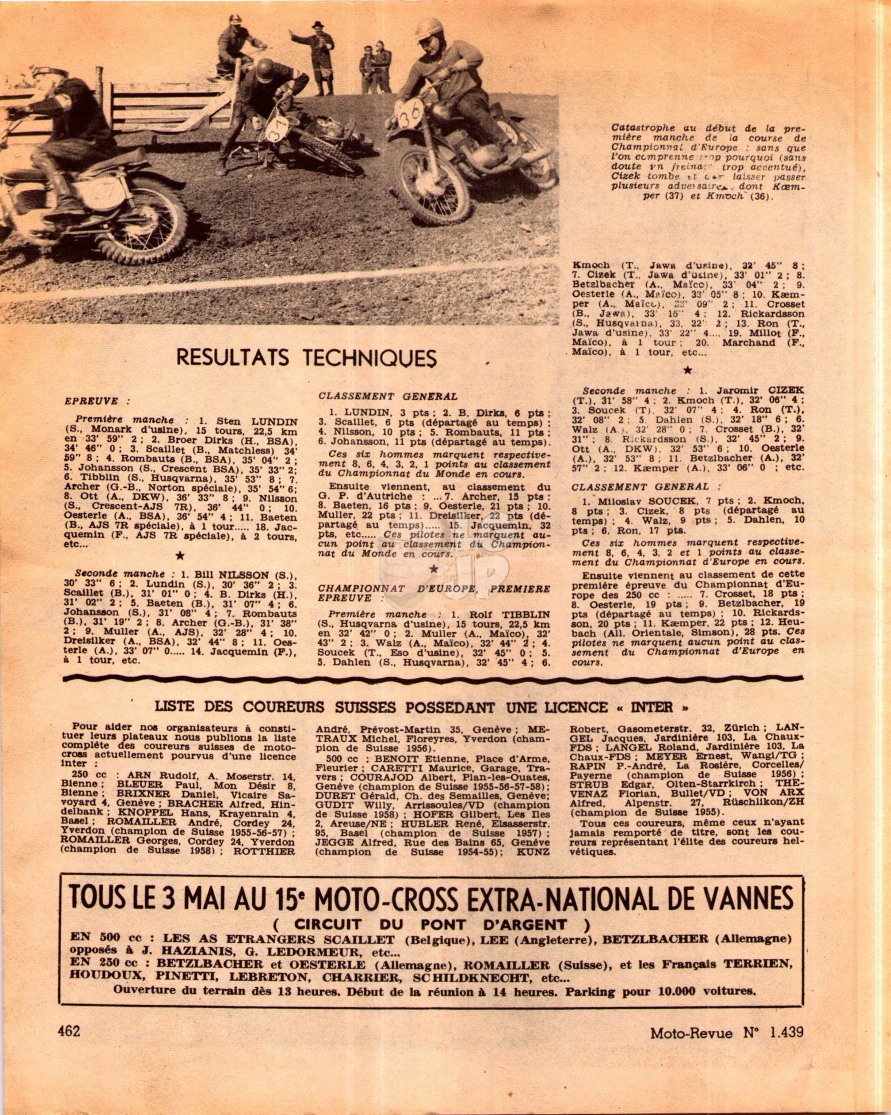 Catastrophe au début de la pre-
mière manche de la course de
Championnat d'Europe : sans que
l'on comprenne trop pourquoi (sans
doute un freinage trop accentué),
Cizek tombe et va laisser passer
plusieurs adversaires, dont Kœm-
per (37) et Kmoch (36).
37
36
RESULTATS TECHNIQUES
EPREUVE :
Première manche : 1. Sten LUNDIN
(S., Monark d'usine), 15 tours, 22,5 km
en 33' 59" 2 ; 2. Broer Dirks (H., BSA),
34' 46" 0 ; 3. Scaillet (B., Matchless) 34'
59" 8 ; 4. Rombauts (B., BSA), 35' 04" 2 ;
5. Johansson (S., Crescent BSA), 35' 33" 2;
6. Tibblin (S., Husqvarna), 35' 53" 8 ; 7.
Archer (G.-B., Norton spéciale), 35' 54" 6;
8. Ott (A., DKW), 36' 33" 8 ; 9. Nilsson
(S., Crescent-AJS 7R), 36' 44" 0 ; 10.
Oesterle (A., BSA), 36' 54" 4 ; 11. Baeten
(B., AJS 7R spéciale), à 1 tour..... 18. Jac-
quemin (F., AJS 7R spéciale), à 2 tours,
etc...
★
Seconde manche : 1. Bill NILSSON (S.),
30' 33" 6 ; 2. Lundin (S.), 30' 36" 2 ; 3.
Scaillet (B.), 31' 01" 0 ; 4. B. Dirks (H.),
31' 02" 2 ; 5. Baeten (B.), 31' 07" 4 ; 6.
Johansson (S.), 31' 08" 4 ; 7. Rombauts
(B.), 31' 19" 2 ; 8. Archer (G.-B.), 31' 38"
2 ; 9. Muller (A., AJS), 32' 28" 4 ; 10.
Dreisilker (A., BSA), 32' 44" 8 ; 11. Oes-
terle (A.), 33' 07" 0..... 14. Jacquemin (F.),
à 1 tour, etc.
CLASSEMENT GENERAL
1. LUNDIN, 3 pts ; 2. B. Dirks, 6 pts ;
3. Scaillet, 6 pts (départagé au temps) ;
4. Nilsson, 10 pts ; 5. Rombauts, 11 pts ;
6. Johansson, 11 pts (départagé au temps).
Ces six hommes marquent respective-
ment 8, 6, 4, 3, 2, 1 points au classement
du Championnat du Monde en cours.
Ensuite viennent, au classement du
G. P. d'Autriche : ...7. Archer, 15 pts ;
8. Baeten, 16 pts ; 9. Oesterle, 21 pts ; 10.
Muller, 22 pts ; 11. Dreisilker, 22 pts (dé-
partagé au temps)..... 15. Jacquemin, 32
pts, etc.... Ces pilotes ne marquent au-
cun point au classement du Champion-
nat du Monde en cours.
★
CHAMPIONNAT D'EUROPE, PREMIERE
EPREUVE :
Première manche : 1. Rolf TIBBLIN
(S., Husqvarna d'usine), 15 tours, 22,5 km
en 32' 42" 0 ; 2. Muller (A., Maïco), 32'
43" 2 ; 3. Walz (A., Maïco), 32' 44" 2 ; 4.
Soucek (T., Eso d'usine), 32' 45" 0 ; 5.
5. Dahlen (S., Husqvarna), 32' 45" 4 ; 6.
Kmoch (T., Jawa d'usine), 32' 45" 8 ;
7. Cizek (T., Jawa d'usine), 33' 01" 2 ; 8.
Betzlbacher (A., Maïco), 33' 04" 2 ; 9.
Oesterle (A., Maïco), 33' 05" 8 ; 10. Kœm-
per (A., Maïco), 33' 09" 2 ; 11. Crosset
(B., Jawa), 33' 15" 4 ; 12. Rickardsson
(S., Husqvarna), 33, 22" 2 ; 13. Ron (T.,
Jawa d'usine), 33' 22" 4.... 19. Millot (F.,
Maïco), à 1 tour ; 20. Marchand (F.,
Maïco), à 1 tour, etc...
★
Seconde manche : 1. Jaromir CIZEK
(T.), 31' 58" 4 ; 2. Kmoch (T.), 32' 06" 4 ;
3. Soucek (T). 32' 07" 4 ; 4. Ron (T.),
32' 08" 2 ; 5. Dahlen (S.), 32' 18" 6 ; 6.
Walz (A.), 32' 28" 0 ; 7. Crosset (B.), 32'
31" ; 8. Rickardsson (S.), 32' 45" 2 ; 9.
Ott (A., DKW), 32' 53" 6 ; 10. Oesterle
(A.), 32' 53" 8 ; 11. Betzlbacher (A.), 32'
57" 2 ; 12. Kæmper (A.), 33' 06" 0 ; etc.
CLASSEMENT GENERAL :
1. Miloslav SOUCEK, 7 pts ; 2. Kmoch,
8 pts ; 3. Cizek, 8 pts (départagé au
temps) ; 4. Walz, 9 pts ; 5. Dahlen, 10
pts ; 6. Ron, 17 pts.
Ces six hommes marquent respective-
ment 8, 6, 4, 3, 2 et 1 points au classe-
ment du Championnat d'Europe en cours.
Ensuite viennent au classement de cette
première épreuve du Championnat d'Eu-
rope des 250 cc : ..... 7. Crosset, 18 pts ;
8. Oesterle, 19 pts ; 9. Betzlbacher, 19
pts (départagé au temps) ; 10. Rickards-
son, 20 pts ; 11. Kæmper, 22 pts ; 12. Heu-
bach (All. Orientale, Simson), 28 pts. Ces
pilotes ne marquent aucun point au clas-
sement du Championnat d'Europe en
cours.
LISTE DES COUREURS SUISSES POSSEDANT UNE LICENCE « INTER »
Pour aider nos organisateurs à consti-
tuer leurs plateaux nous publions la liste
complète des coureurs suisses de moto-
cross actuellement pourvus d'une licence
inter :
250 cc : ARN Rudolf, A. Moserstr. 14,
Bienne ; BLEUER Paul, Mon Désir 8,
Bienne ; BRIXNER Daniel, Vicaire Sa-
voyard 4, Genève ; BRACHER Alfred, Hin-
delbank ; KNOPPEL Hans, Krayenrain 4,
Basel ; ROMAILLER André, Cordey 24,
Yverdon (champion de Suisse 1955-56-57) ;
ROMAILLER Georges, Cordey 24, Yverdon
(champion de Suisse 1958) ; ROTTHIER
André, Prévost-Martin 35, Genève ; ME-
TRAUX Michel, Floreyres, Yverdon (cham-
pion de Suisse 1956).
500 cc : BENOIT Etienne, Place d'Arme,
Fleurier ; CARETTI Maurice, Garage, Tra-
vers ; COURAJOD Albert, Plan-les-Ouates,
Genève (champion de Suisse 1955-56-57-58) ;
DURET Gérald, Ch. des Semailles, Genève;
GUDIT Willy, Arrissoules/VD (champion
de Suisse 1958) ; HOFER Gilbert, Les Iles
2, Areuse/NE ; HUBLER René, Elsasserstr.
95, Basel (champion de Suisse 1957) ;
JEGGE Alfred, Rue des Bains 65, Genève
(champion de Suisse 1954-55) ; KUNZ
Robert, Gasometerstr. 32, Zürich ; LAN-
GEL Jacques, Jardinière 103, La Chaux-
FDS ; LANGEL Roland, Jardinière 103, La
Chaux-FDS ; MEYER Ernest, Wangi/TG ;
RAPIN P.-André, La Rosière, Corcelles/
Payerne (champion de Suisse 1956) ;
STRUB Edgar, Olten-Starrkirch ; THE-
VENAZ Florian, Bullet/VD ; VON ARX
Alfred, Alpenstr. 27, Rüschlikon/ZH
(champion de Suisse 1955).
Tous ces coureurs, même ceux n'ayant
jamais remporté de titre, sont les cou-
reurs représentant l'élite des coureurs hel-
vétiques.
TOUS LE 3 MAI AU 15e MOTO-CROSS EXTRA-NATIONAL DE VANNES
( CIRCUIT DU PONT D'ARGENT )
EN 500 cc : LES AS ETRANGERS SCAILLET (Belgique), LEE (Angleterre), BETZLBACHER (Allemagne)
opposés à J. HAZIANIS, G. LEDORMEUR, etc...
EN 250 cc : BETZLBACHER et OESTERLE (Allemagne), ROMAILLER (Suisse), et les Français TERRIEN,
HOUDOUX, PINETTI, LEBRETON, CHARRIER, SCHILDKNECHT, etc...
Ouverture du terrain dès 13 heures. Début de la réunion à 14 heures. Parking pour 10.000 voitures.
462
Moto-Revue N° 1.439